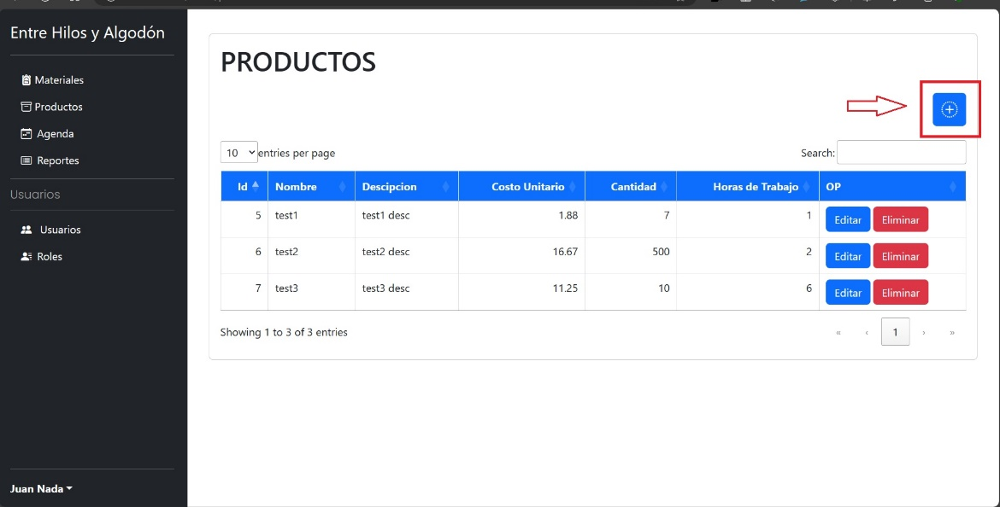 Entre Hilos y Algodón
Materiales
Productos
Agenda
Reportes
Usuarios
Usuarios
Roles
Juan Nada
PRODUCTOS
10 entries per page
Search:
Id Nombre Descipcion Costo Unitario Cantidad Horas de Trabajo OP
5 test1 test1 desc 1.88 7 1 Editar Eliminar
6 test2 test2 desc 16.67 500 2 Editar Eliminar
7 test3 test3 desc 11.25 10 6 Editar Eliminar
Showing 1 to 3 of 3 entries
« ‹ 1 › »